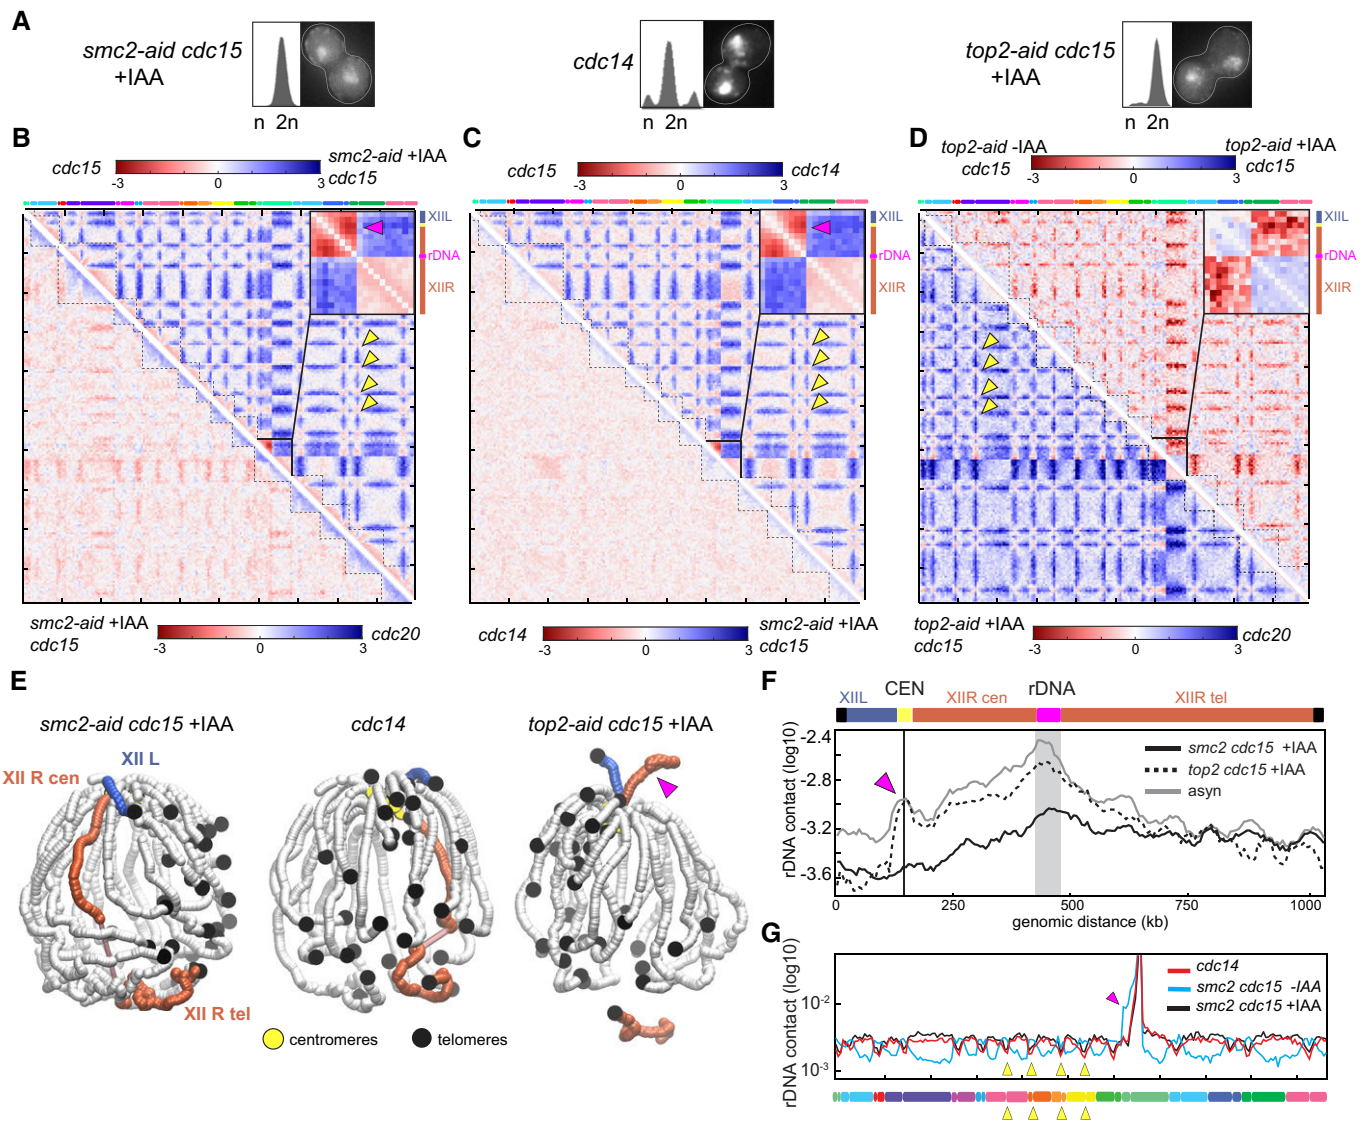 A
smc2-aid cdc15
+IAA
n 2n
cdc14
n 2n
top2-aid cdc15
+IAA
n 2n
B
cdc15
-3 0 3
smc2-aid +IAA
cdc15
XIIL
rDNA
XIIR
smc2-aid +IAA
cdc15
-3 0 3
cdc20
C
cdc15
-3 0 3
cdc14
XIIL
rDNA
XIIR
cdc14
-3 0 3
smc2-aid +IAA
cdc15
D
top2-aid -IAA
cdc15
-3 0 3
top2-aid +IAA
cdc15
XIIL
rDNA
XIIR
top2-aid +IAA
cdc15
-3 0 3
cdc20
E
smc2-aid cdc15 +IAA
cdc14
top2-aid cdc15 +IAA
XII L
XII R cen
XII R tel
centromeres
telomeres
F
XIIL
CEN
XIIR cen
rDNA
XIIR tel
rDNA contact (log10)
-2.4
-2.8
-3.2
-3.6
smc2 cdc15 +IAA
top2 cdc15 +IAA
asyn
0 250 500 750 1000
genomic distance (kb)
G
rDNA contact (log10)
10-2
10-3
cdc14
smc2 cdc15 -IAA
smc2 cdc15 +IAA